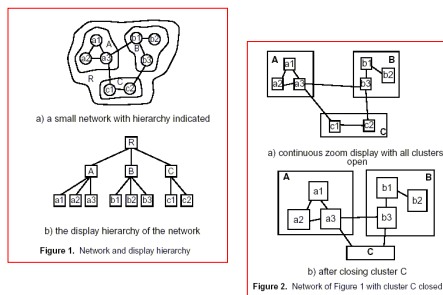 a1
A
b1
b2
a2
a3
B
b3
R
C
c1
c2
a) a small network with hierarchy indicated
R
A
B
C
a1
a2
a3
b1
b2
b3
c1
c2
b) the display hierarchy of the network
Figure 1. Network and display hierarchy
A
a1
b1
B
b2
a2
a3
b3
c1
c2
C
a) continuous zoom display with all clusters
open
A
B
a1
b1
b2
a2
a3
b3
C
b) after closing cluster C
Figure 2. Network of Figure 1 with cluster C closed